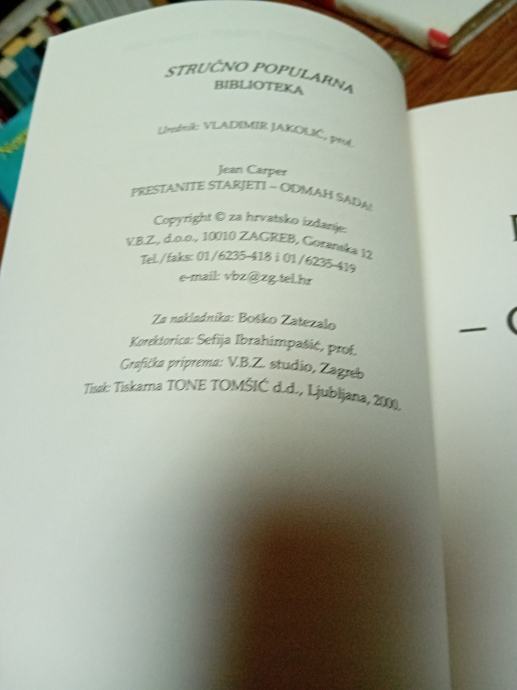 STRUČNO POPULARNA
BIBLIOTEKA
Urednik: VLADIMIR JAKOLIĆ, prof.
Jean Carper
PRESTANITE STARJETI – ODMAH SADA!
Copyright © za hrvatsko izdanje:
V.B.Z., d.o.o., 10010 ZAGREB, Goranska 12
Tel./faks: 01/6235-418 i 01/6235-419
e-mail: vbz@zg.tel.hr
Za nakladnika: Boško Zatezalo
Korektorica: Sefija Ibrahimpašić, prof.
Grafička priprema: V.B.Z. studio, Zagreb
Tisak: Tiskarna TONE TOMŠIĆ d.d., Ljubljana, 2000.